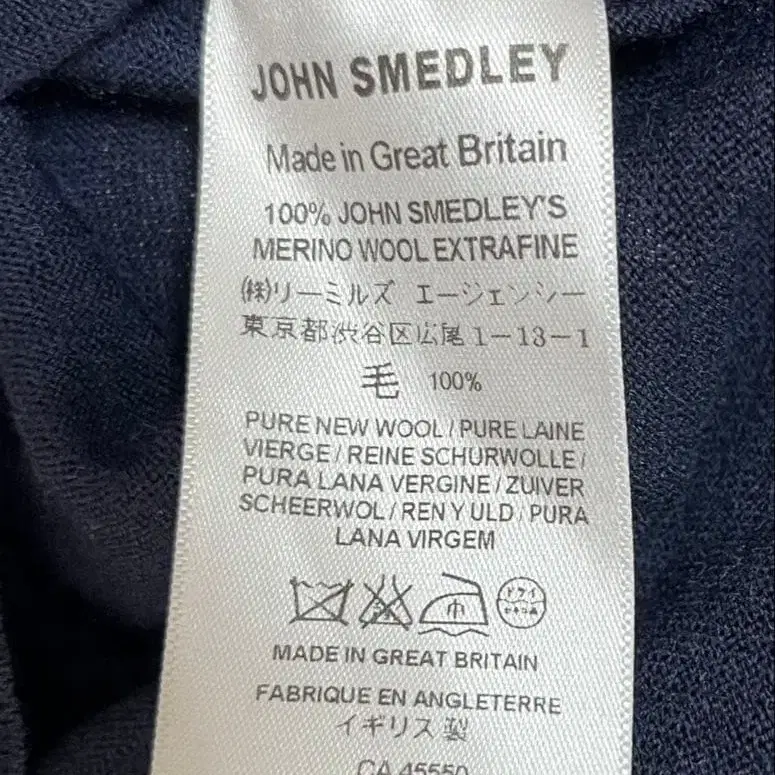 JOHN SMEDLEY
Made in Great Britain
100% JOHN SMEDLEY'S
MERINO WOOL EXTRAFINE
㈱リーミルズ エージェンシー
東京都渋谷区広尾1-13-1
毛 100%
PURE NEW WOOL / PURE LAINE
VIERGE / REINE SCHURWOLLE /
PURA LANA VERGINE / ZUIVER
SCHEERWOL / REN Y ULD / PURA
LANA VIRGEM
中 ドライ
セキユ系
MADE IN GREAT BRITAIN
FABRIQUE EN ANGLETERRE
イギリス製
CA 45550